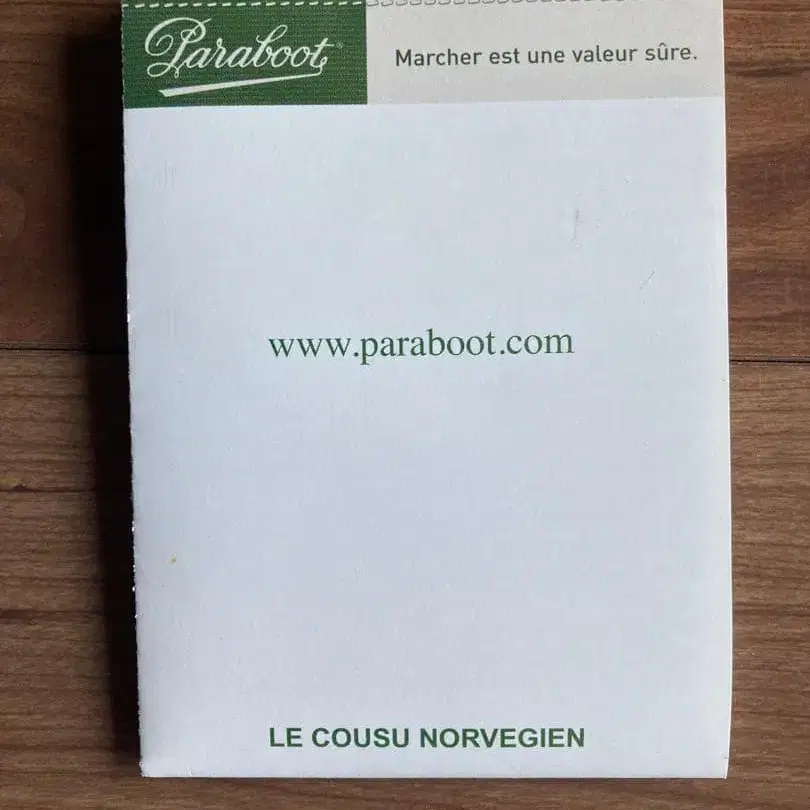 Paraboot®
Marcher est une valeur sûre.
www.paraboot.com
LE COUSU NORVEGIEN